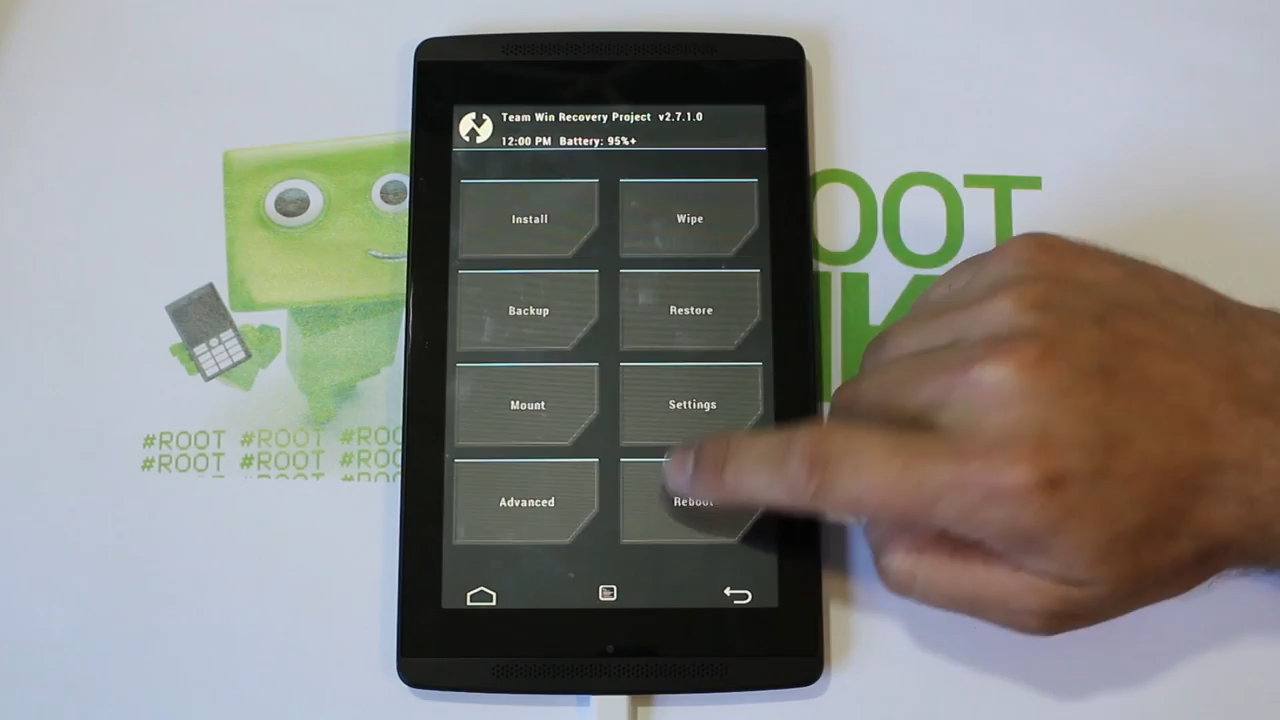 Team Win Recovery Project v2.7.1.0
12:00 PM Battery: 95%+
Install
Wipe
Backup
Restore
Mount
Settings
Advanced
Reboot
OOT
#ROOT #ROOT #ROO
#ROOT #ROOT #ROO